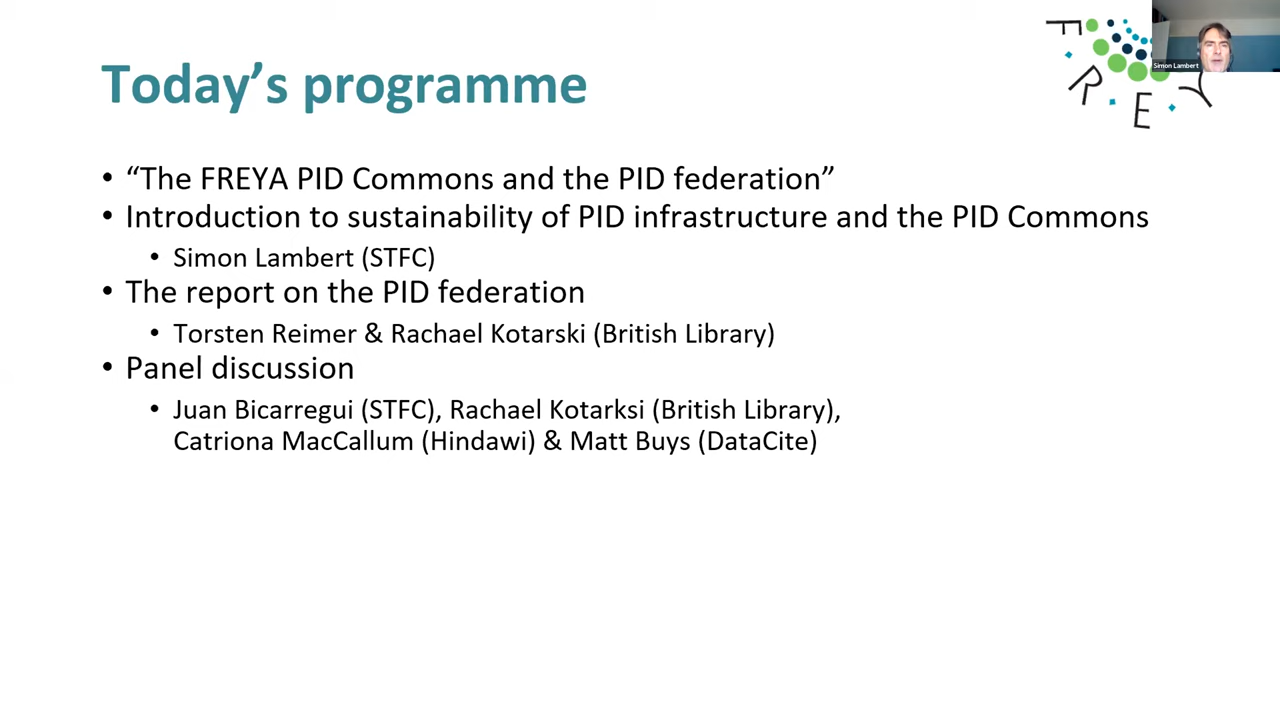 Today's programme
FREY
Simon Lambert
• “The FREYA PID Commons and the PID federation”
• Introduction to sustainability of PID infrastructure and the PID Commons
• Simon Lambert (STFC)
• The report on the PID federation
• Torsten Reimer & Rachael Kotarski (British Library)
• Panel discussion
• Juan Bicarregui (STFC), Rachael Kotarksi (British Library),
Catriona MacCallum (Hindawi) & Matt Buys (DataCite)